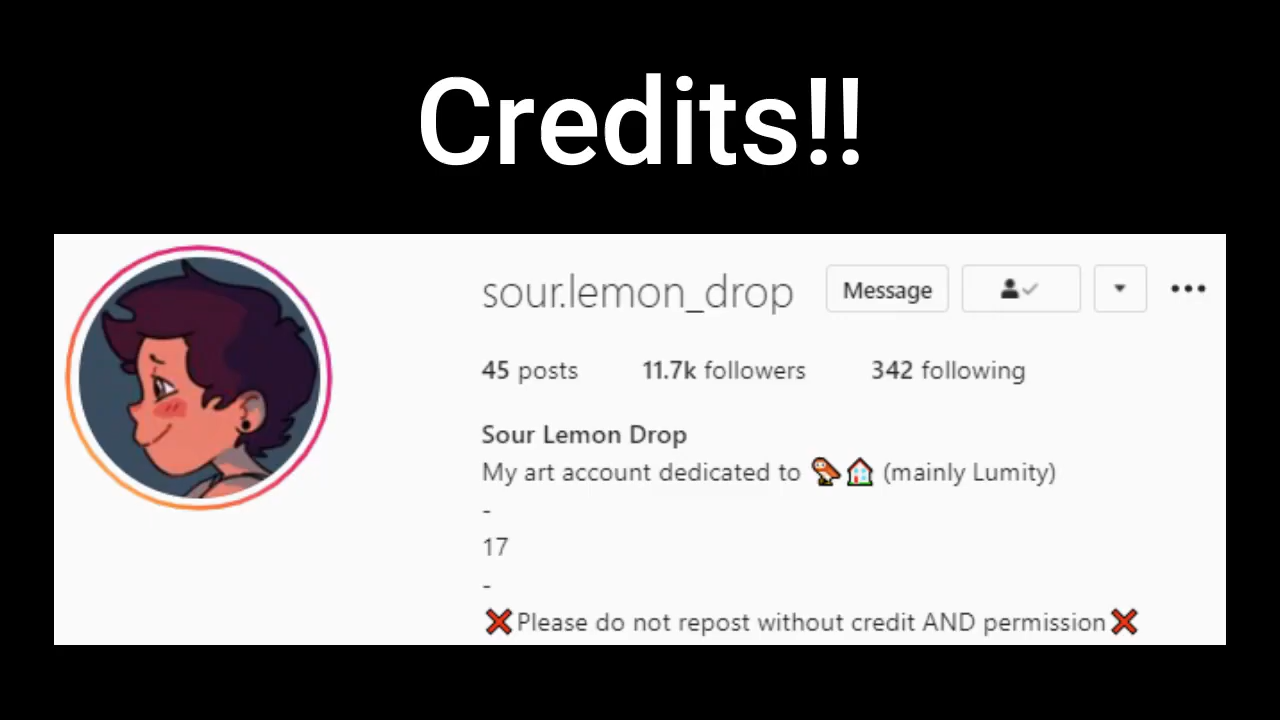 Credits!!
sour.lemon_drop Message
45 posts 11.7k followers 342 following
Sour Lemon Drop
My art account dedicated to 🦉🏠 (mainly Lumity)
-
17
-
❌Please do not repost without credit AND permission❌